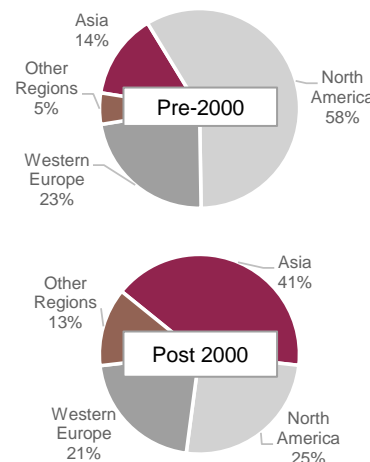 Asia
14%
Other
Regions
5%
Pre-2000
North
America
58%
Western
Europe
23%
Asia
41%
Other
Regions
13%
Post 2000
Western
Europe
21%
North
America
25%